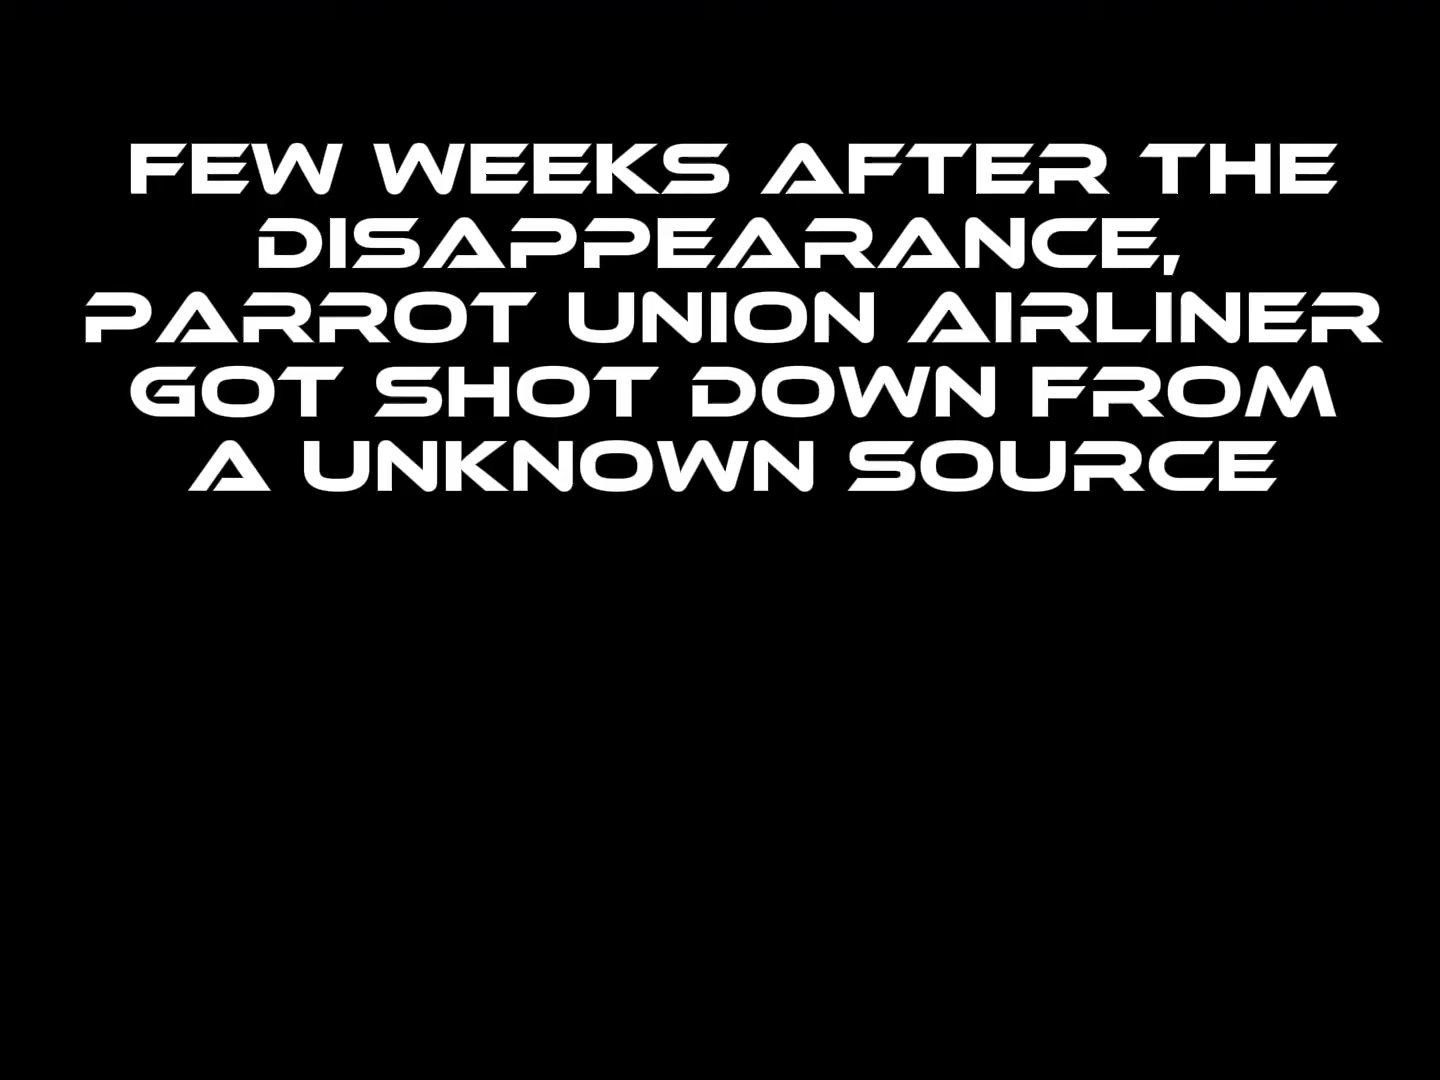 FEW WEEKS AFTER THE
DISAPPEARANCE,
PARROT UNION AIRLINER
GOT SHOT DOWN FROM
A UNKNOWN SOURCE